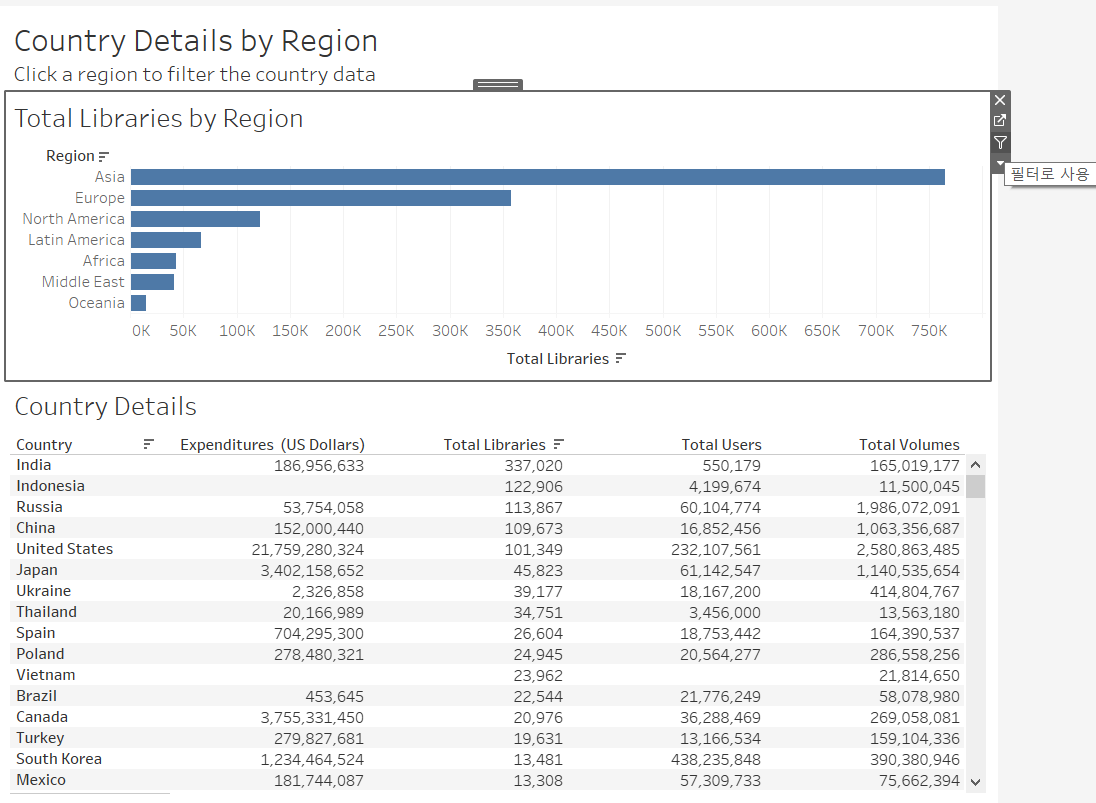 Country Details by Region
Click a region to filter the country data
Total Libraries by Region
Region
Asia
Europe
North America
Latin America
Africa
Middle East
Oceania
0K 50K 100K 150K 200K 250K 300K 350K 400K 450K 500K 550K 600K 650K 700K 750K
Total Libraries
필터로 사용
Country Details
Country Expenditures (US Dollars) Total Libraries Total Users Total Volumes
India 186,956,633 337,020 550,179 165,019,177
Indonesia 122,906 4,199,674 11,500,045
Russia 53,754,058 113,867 60,104,774 1,986,072,091
China 152,000,440 109,673 16,852,456 1,063,356,687
United States 21,759,280,324 101,349 232,107,561 2,580,863,485
Japan 3,402,158,652 45,823 61,142,547 1,140,535,654
Ukraine 2,326,858 39,177 18,167,200 414,804,767
Thailand 20,166,989 34,751 3,456,000 13,563,180
Spain 704,295,300 26,604 18,753,442 164,390,537
Poland 278,480,321 24,945 20,564,277 286,558,256
Vietnam 23,962 21,814,650
Brazil 453,645 22,544 21,776,249 58,078,980
Canada 3,755,331,450 20,976 36,288,469 269,058,081
Turkey 279,827,681 19,631 13,166,534 159,104,336
South Korea 1,234,464,524 13,481 438,235,848 390,380,946
Mexico 181,744,087 13,308 57,309,733 75,662,394